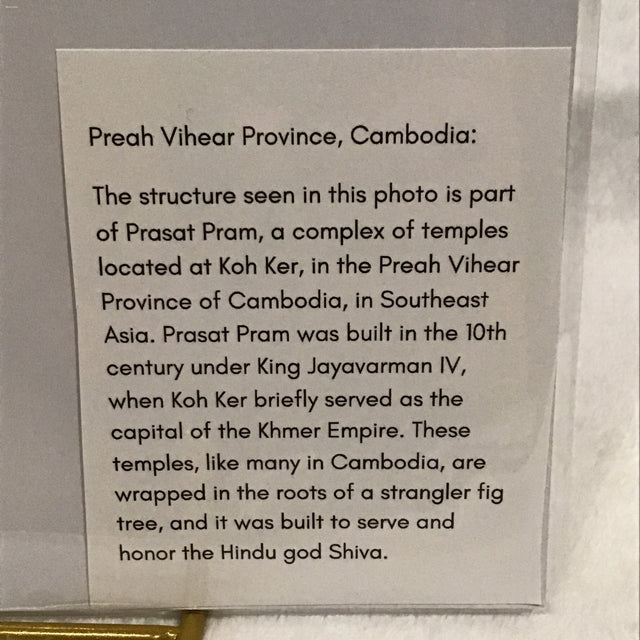 Preah Vihear Province, Cambodia:
The structure seen in this photo is part
of Prasat Pram, a complex of temples
located at Koh Ker, in the Preah Vihear
Province of Cambodia, in Southeast
Asia. Prasat Pram was built in the 10th
century under King Jayavarman IV,
when Koh Ker briefly served as the
capital of the Khmer Empire. These
temples, like many in Cambodia, are
wrapped in the roots of a strangler fig
tree, and it was built to serve and
honor the Hindu god Shiva.